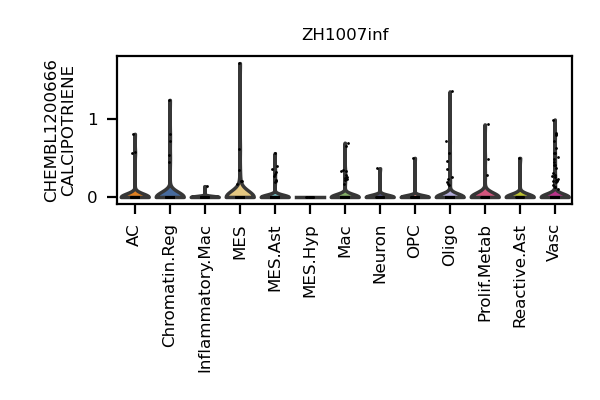 ZH1007inf
CHEMBL1200666
CALCIPOTRIENE
1
0
AC
Chromatin.Reg
Inflammatory.Mac
MES
MES.Ast
MES.Hyp
Mac
Neuron
OPC
Oligo
Prolif.Metab
Reactive.Ast
Vasc